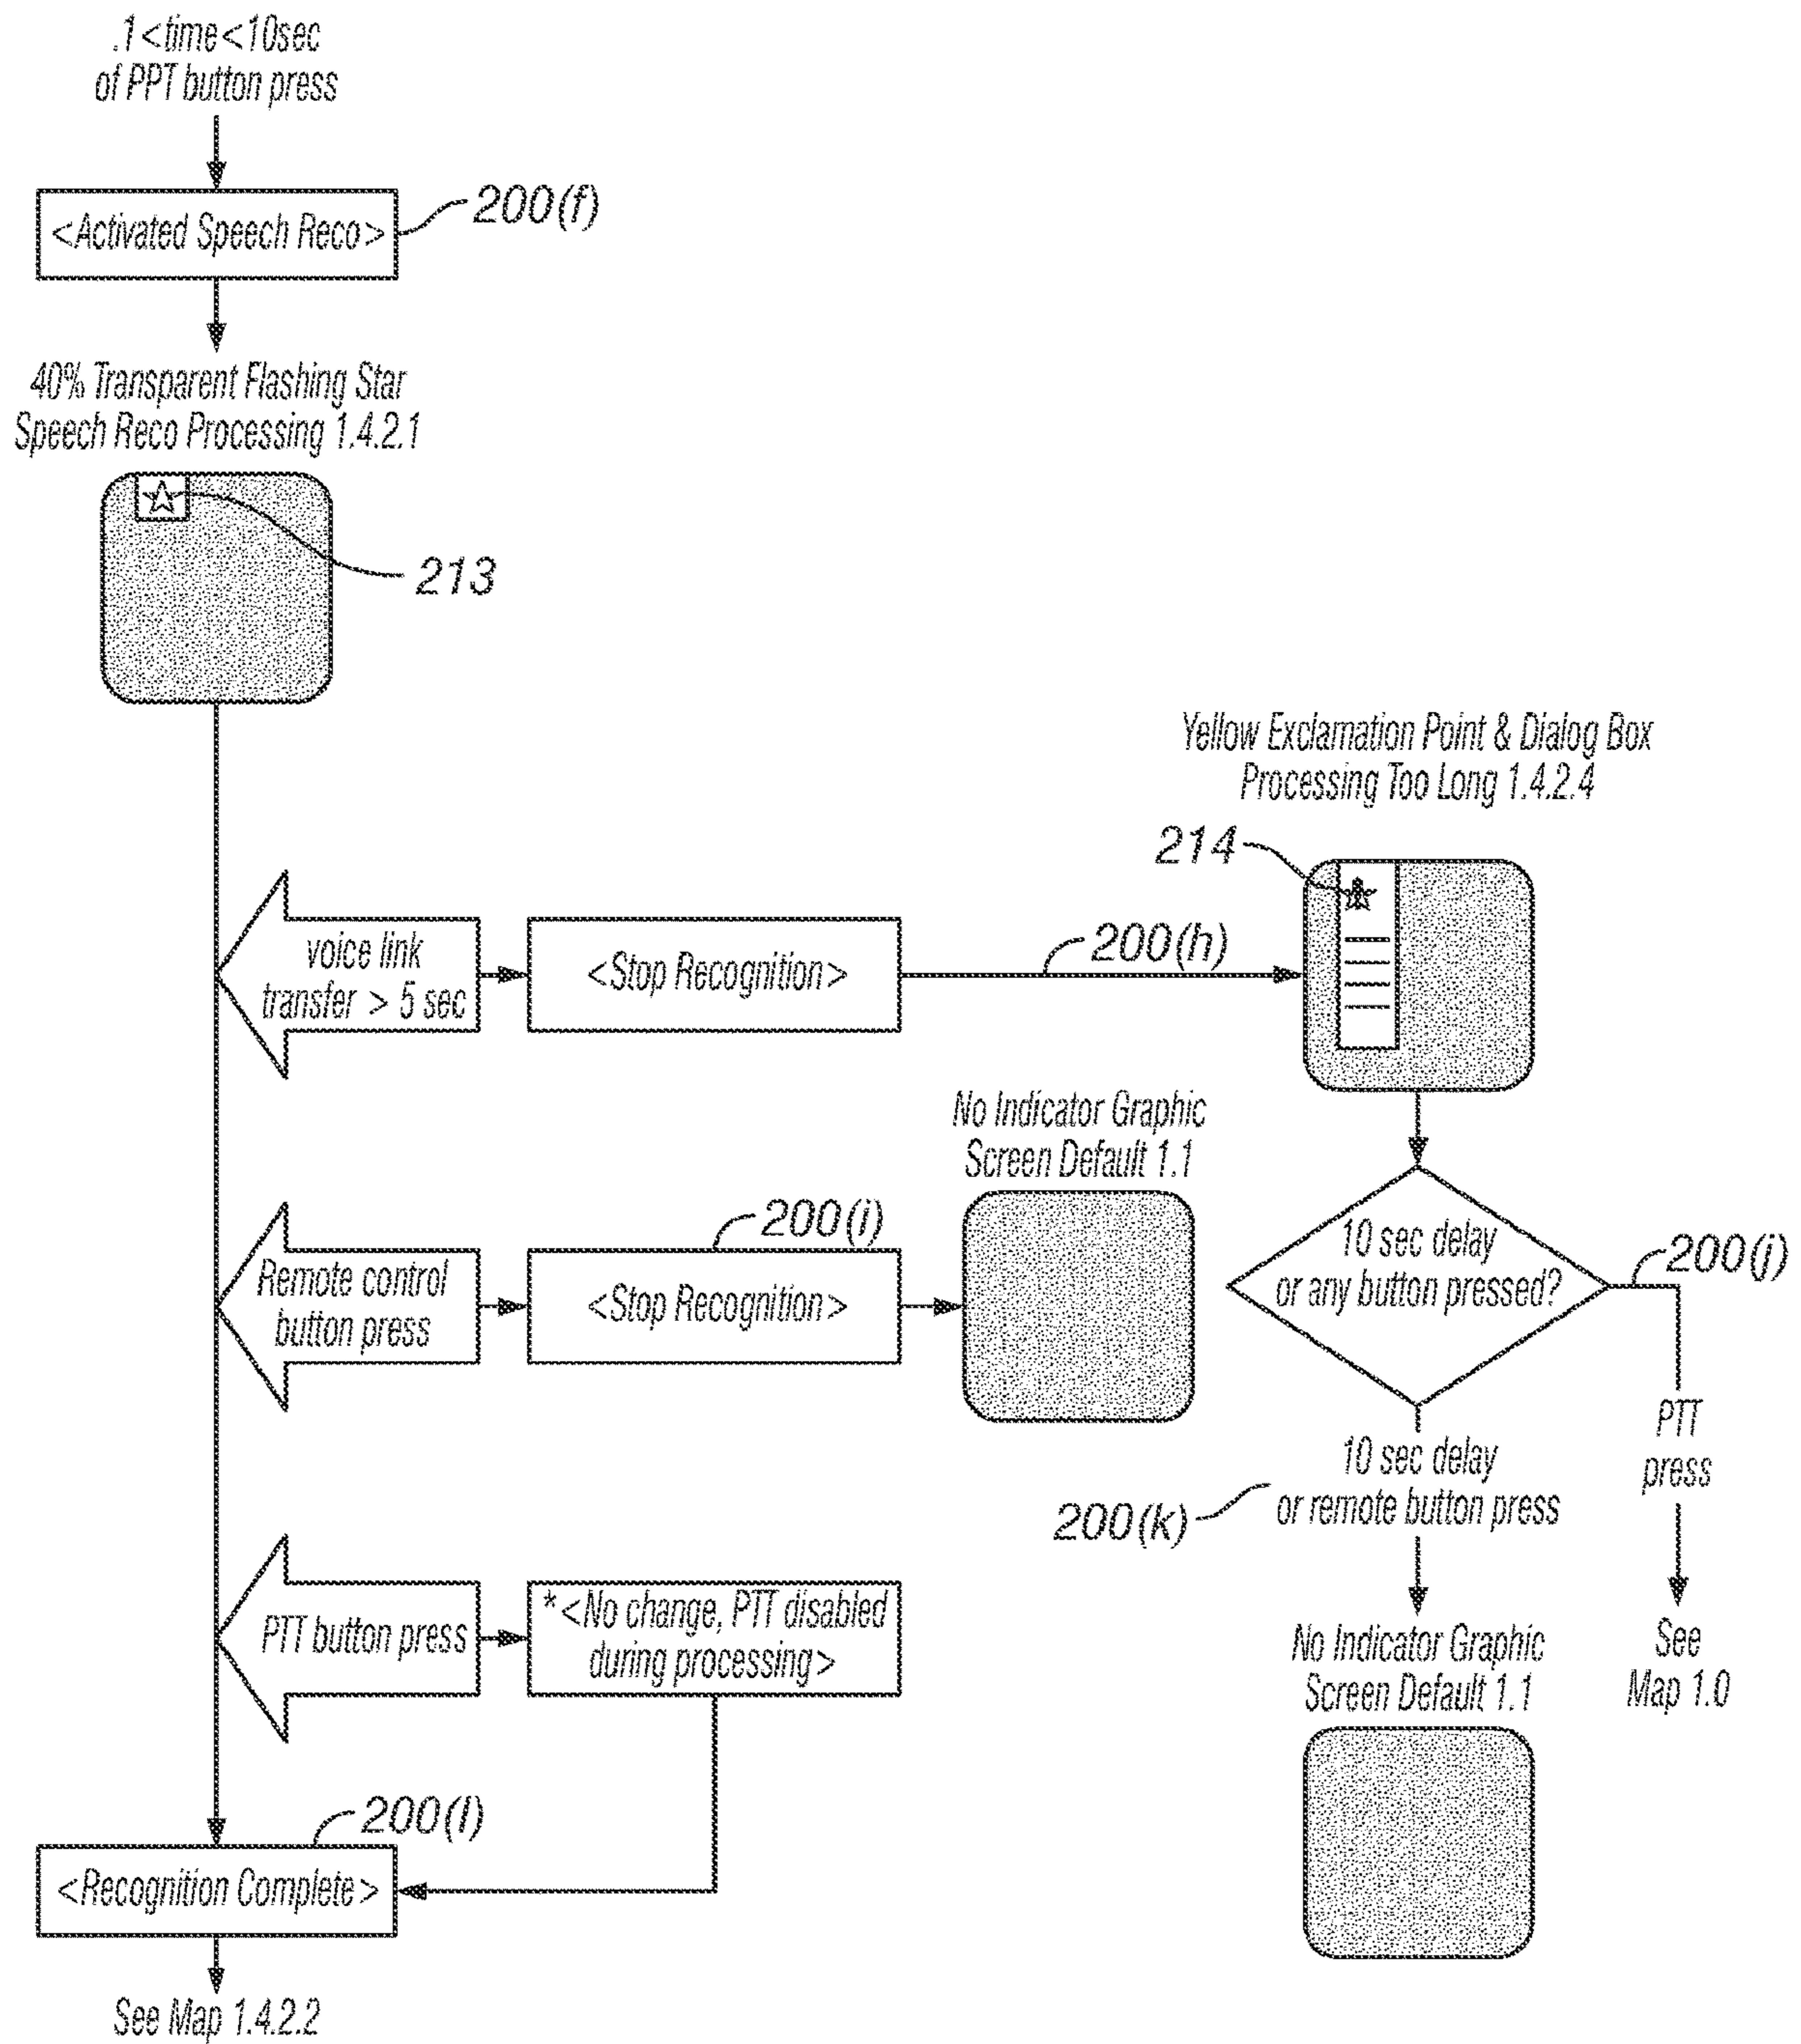 .1<time<10sec
of PPT button press
<Activated Speech Reco>
200(f)
40% Transparent Flashing Star
Speech Reco Processing 1.4.2.1
213
Yellow Exclamation Point & Dialog Box
Processing Too Long 1.4.2.4
214
voice link
transfer > 5 sec
<Stop Recognition>
200(h)
No Indicator Graphic
Screen Default 1.1
Remote control
button press
<Stop Recognition>
200(i)
10 sec delay
or any button pressed?
200(j)
PTT
press
See
Map 1.0
10 sec delay
or remote button press
200(k)
No Indicator Graphic
Screen Default 1.1
PTT button press
*<No change, PTT disabled
during processing>
200(l)
<Recognition Complete>
See Map 1.4.2.2